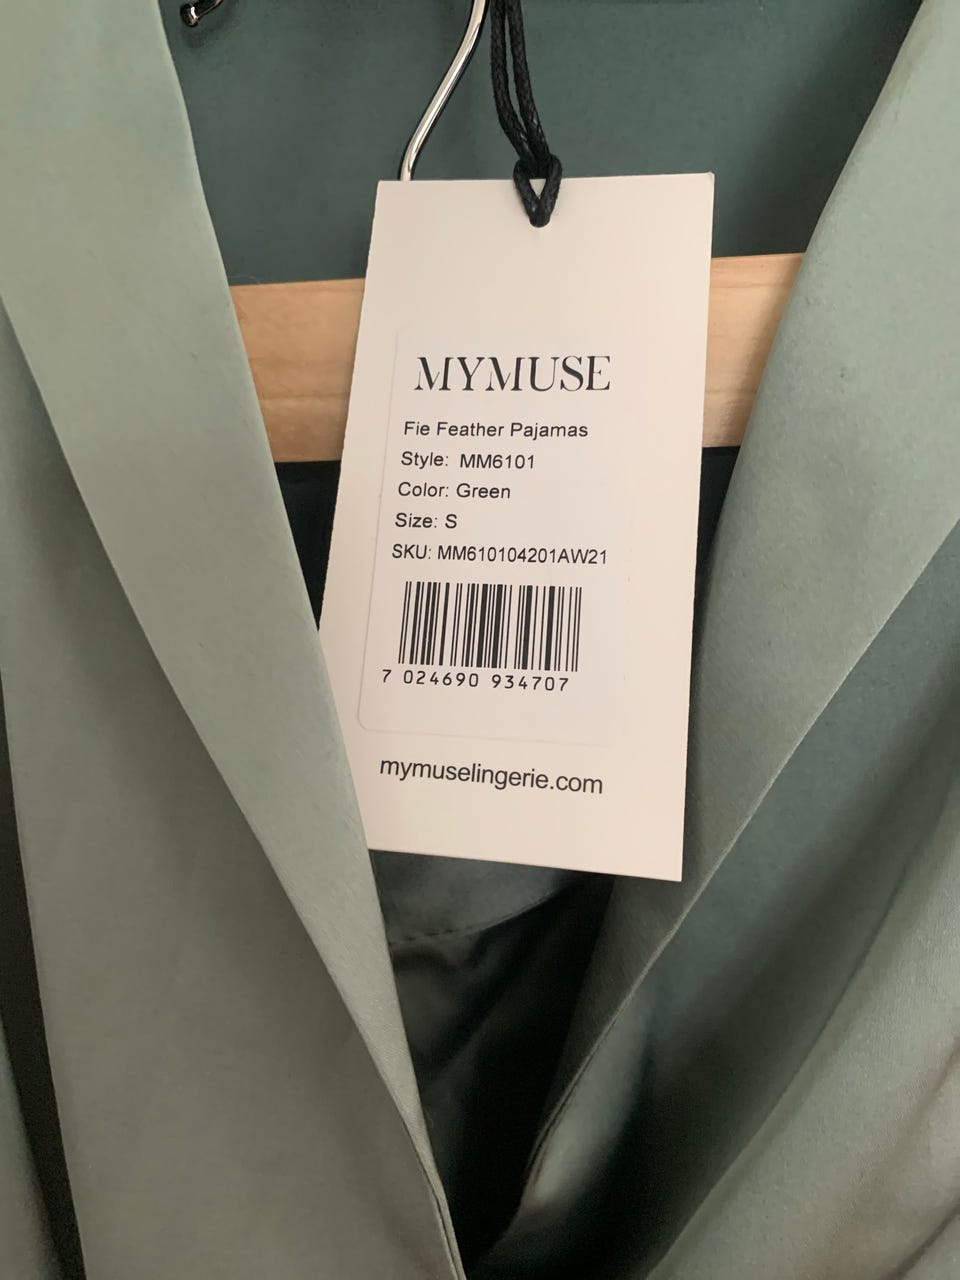 MYMUSE
Fie Feather Pajamas
Style: MM6101
Color: Green
Size: S
SKU: MM610104201AW21
7 024690 934707
mymuselingerie.com